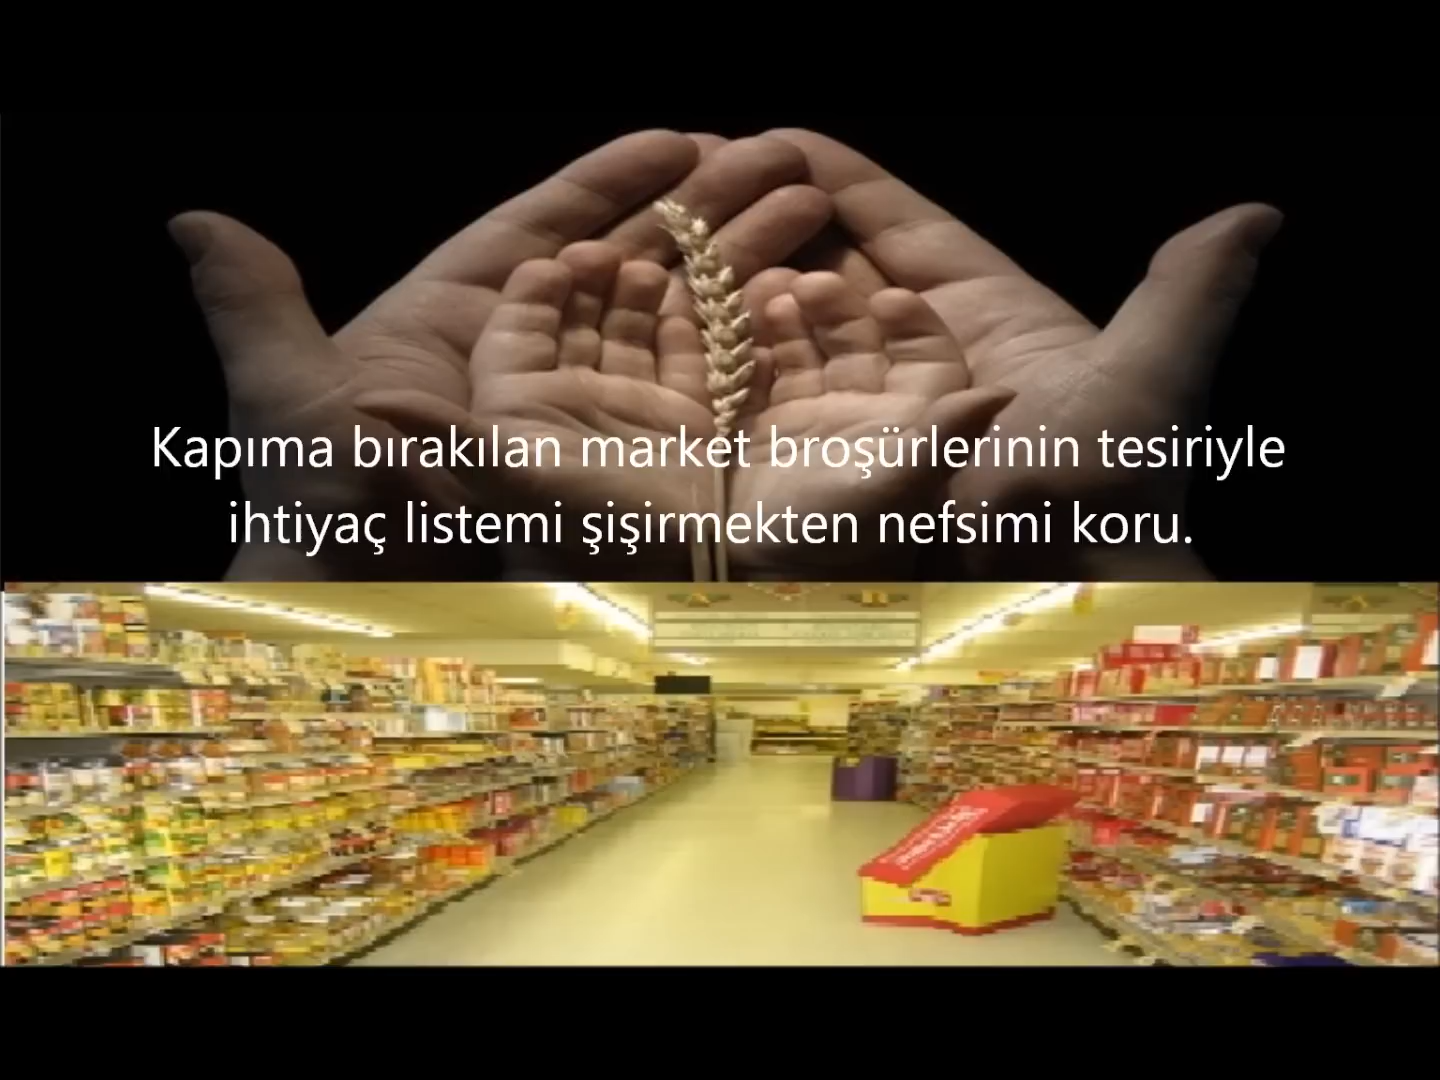 Kapıma bırakılan market broşürlerinin tesiriyle
ihtiyaç listemi şişirmekten nefsimi koru.